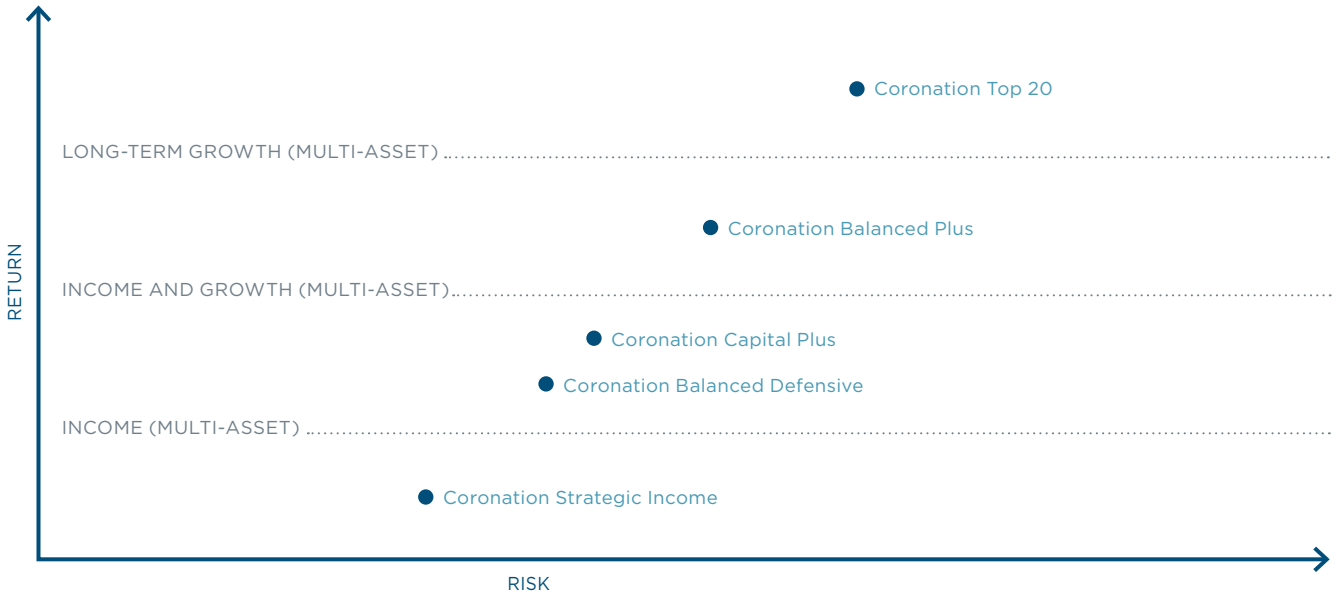 Coronation Top 20
LONG-TERM GROWTH (MULTI-ASSET)
Coronation Balanced Plus
RETURN
INCOME AND GROWTH (MULTI-ASSET)
Coronation Capital Plus
Coronation Balanced Defensive
INCOME (MULTI-ASSET)
Coronation Strategic Income
RISK